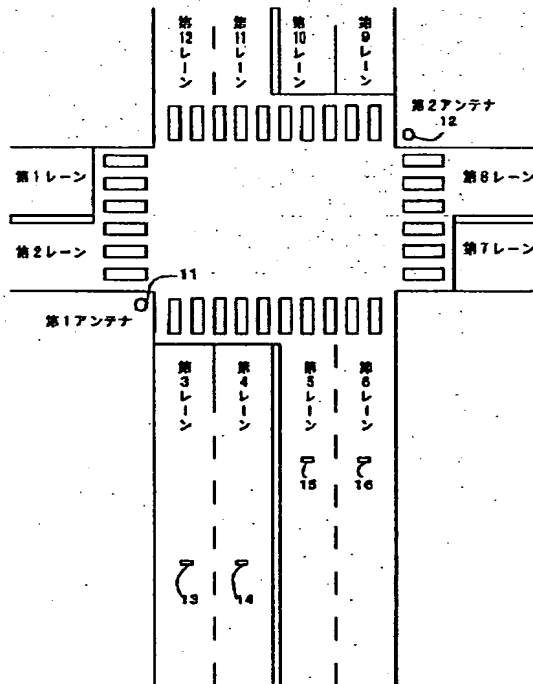 第12レーン
第11レーン
第10レーン
第9レーン
第2アンテナ
12
第1レーン
第8レーン
第2レーン
第7レーン
11
第1アンテナ
第3レーン
第4レーン
第5レーン
第6レーン
15
16
13
14